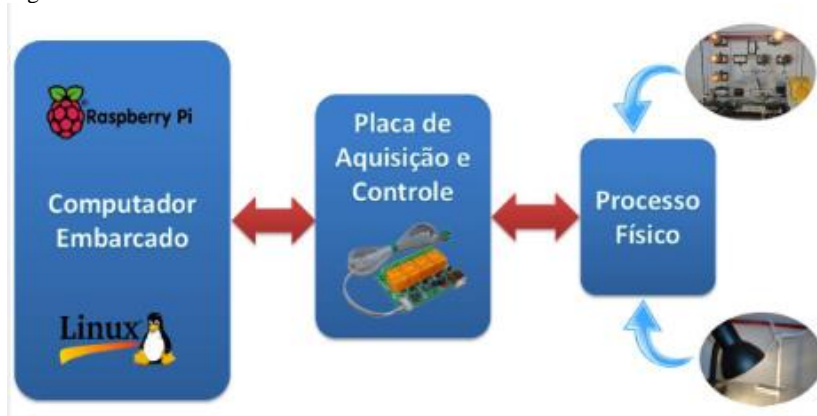 Raspberry Pi
Computador
Embarcado
Linux
Placa de
Aquisição e
Controle
Processo
Físico